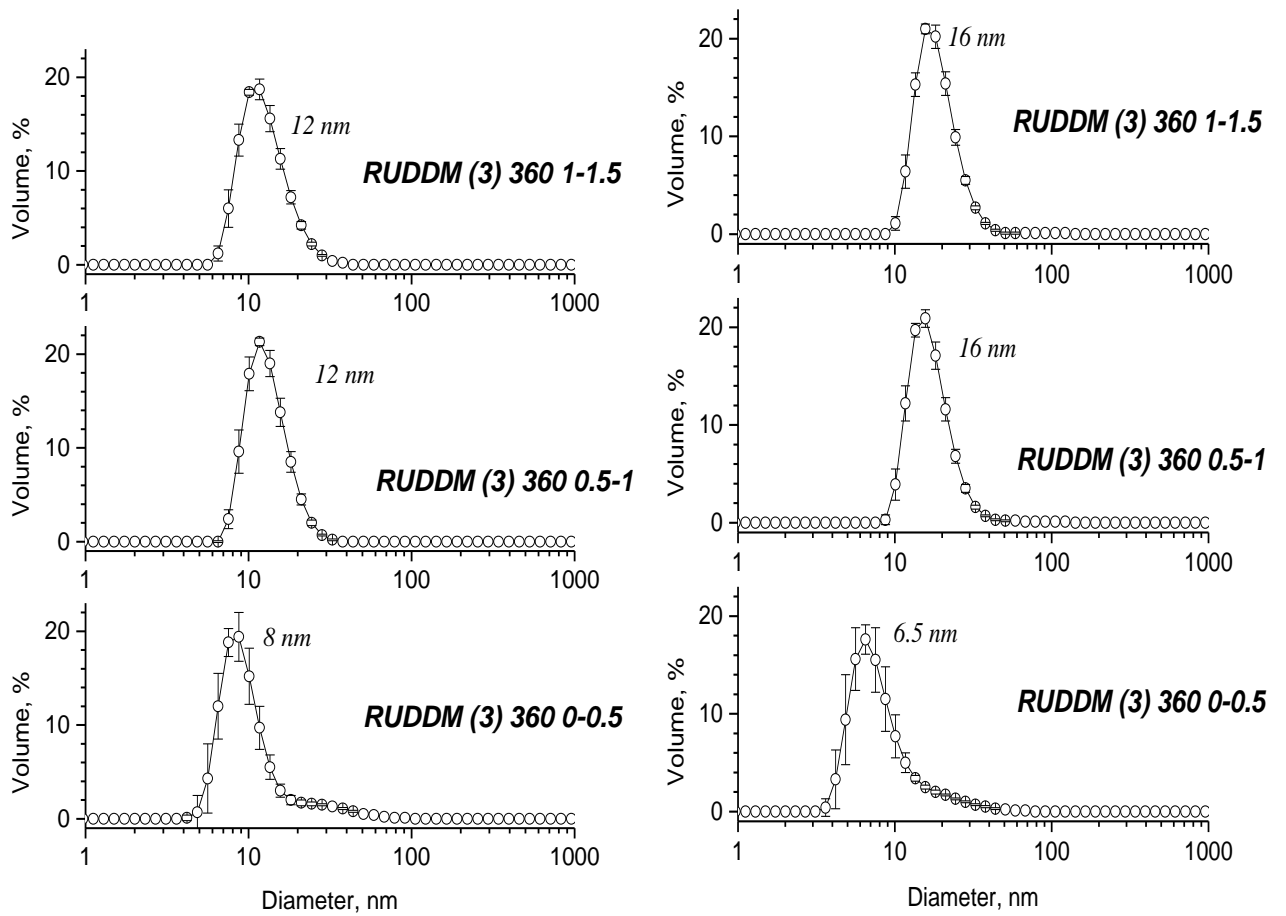 Volume, %
20
10
0
12 nm
RUDDM (3) 360 1-1.5
1 10 100 1000
Volume, %
20
10
0
16 nm
RUDDM (3) 360 1-1.5
1 10 100 1000
Volume, %
20
10
0
12 nm
RUDDM (3) 360 0.5-1
1 10 100 1000
Volume, %
20
10
0
16 nm
RUDDM (3) 360 0.5-1
1 10 100 1000
Volume, %
20
10
0
8 nm
RUDDM (3) 360 0-0.5
1 10 100 1000
Diameter, nm
Volume, %
20
10
0
6.5 nm
RUDDM (3) 360 0-0.5
1 10 100 1000
Diameter, nm